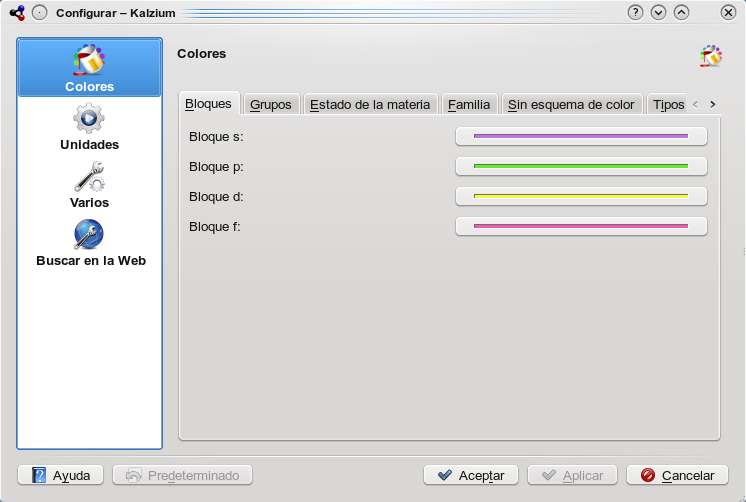 Configurar – Kalzium
Colores
Unidades
Varios
Buscar en la Web
Colores
Bloques Grupos Estado de la materia Familia Sin esquema de color Tipos
Bloque s:
Bloque p:
Bloque d:
Bloque f:
Ayuda Predeterminado Aceptar Aplicar Cancelar